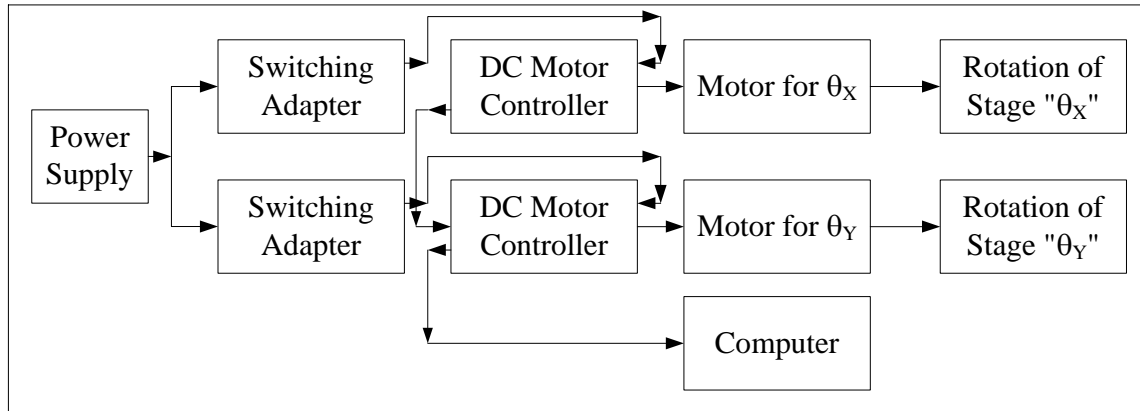 Power
Supply
Switching
Adapter
DC Motor
Controller
Motor for θX
Rotation of
Stage "θX"
Switching
Adapter
DC Motor
Controller
Motor for θY
Rotation of
Stage "θY"
Computer